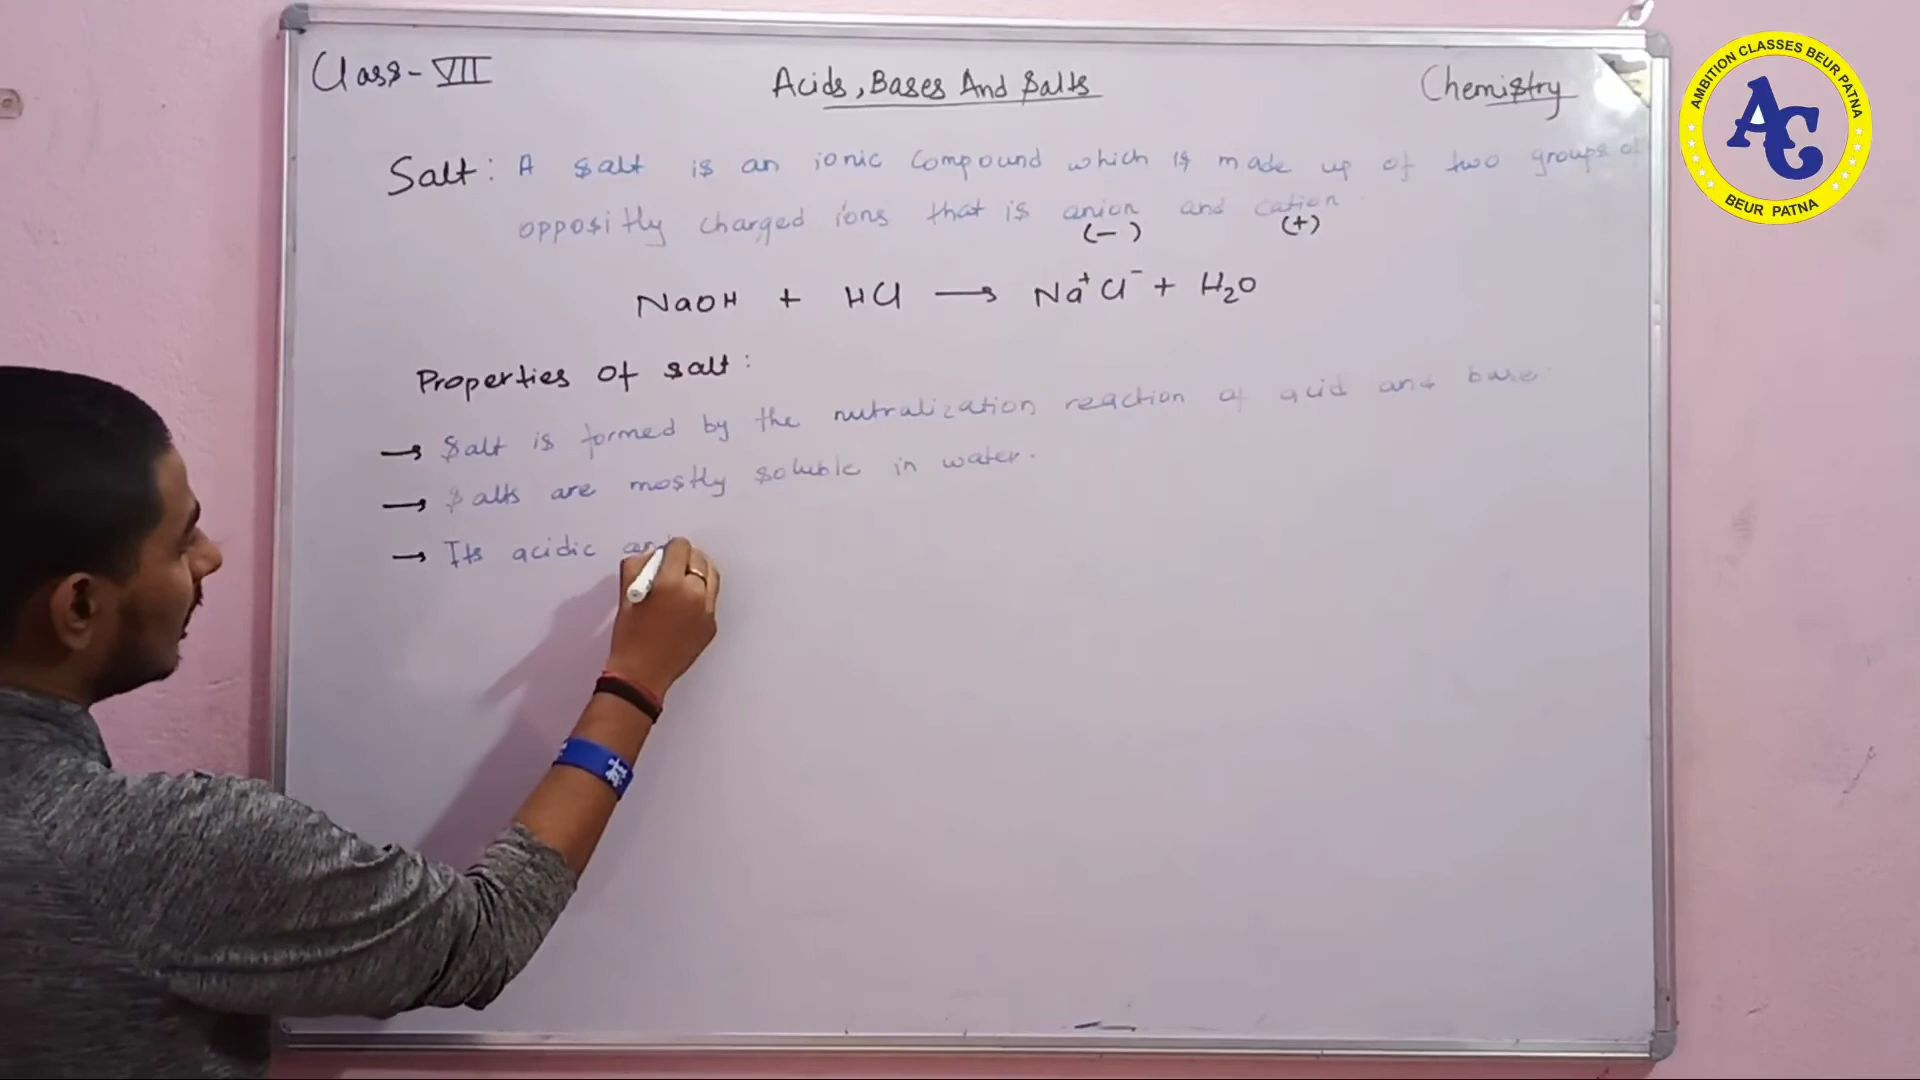 Class - VII
Acids, Bases And Salts
Chemistry
Salt: A salt is an ionic compound which is made up of two groups of
oppositly charged ions that is anion and cation
(-) (+)
NaOH + HCl → Na⁺Cl⁻ + H₂O
Properties of salt:
→ Salt is formed by the nutralization reaction of acid and base.
→ Salts are mostly soluble in water.
→ Its acidic and
AMBITION CLASSES BEUR PATNA
AC
BEUR PATNA